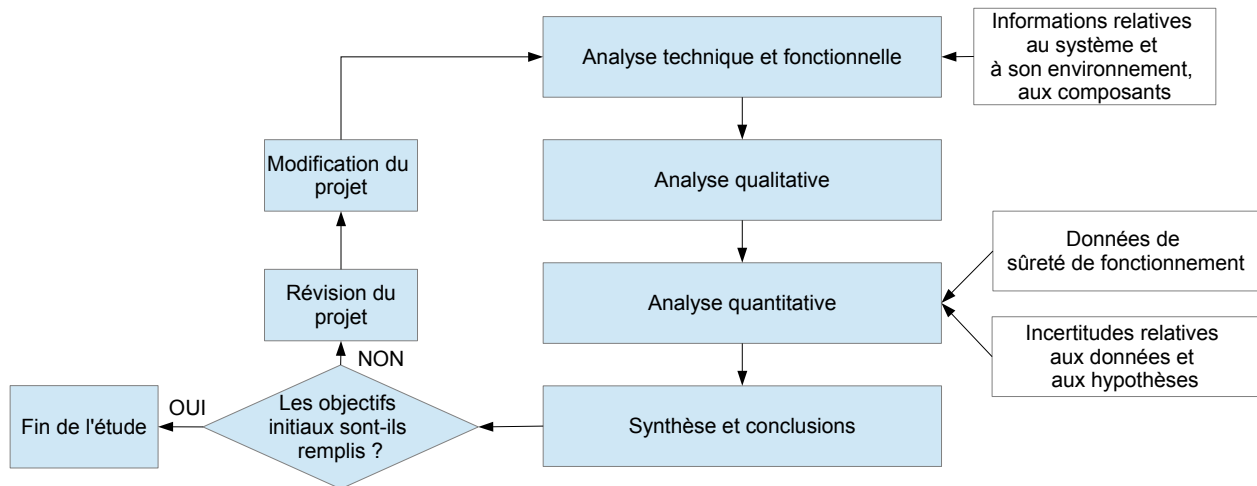 Analyse technique et fonctionnelle
Informations relatives
au système et
à son environnement,
aux composants
Modification du
projet
Analyse qualitative
Données de
sûreté de fonctionnement
Révision du
projet
Analyse quantitative
Incertitudes relatives
aux données et
aux hypothèses
NON
OUI
Les objectifs
initiaux sont-ils
remplis ?
Fin de l'étude
Synthèse et conclusions